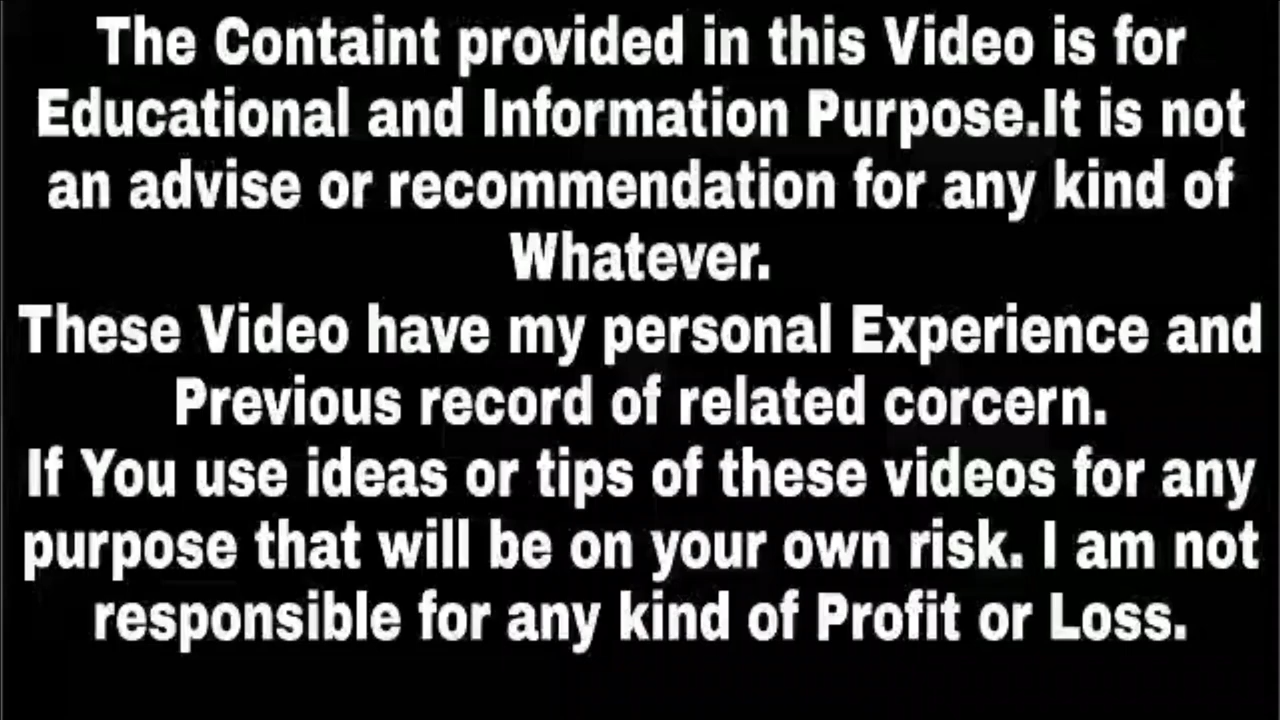 The Containt provided in this Video is for
Educational and Information Purpose.It is not
an advise or recommendation for any kind of
Whatever.
These Video have my personal Experience and
Previous record of related corcern.
If You use ideas or tips of these videos for any
purpose that will be on your own risk. I am not
responsible for any kind of Profit or Loss.